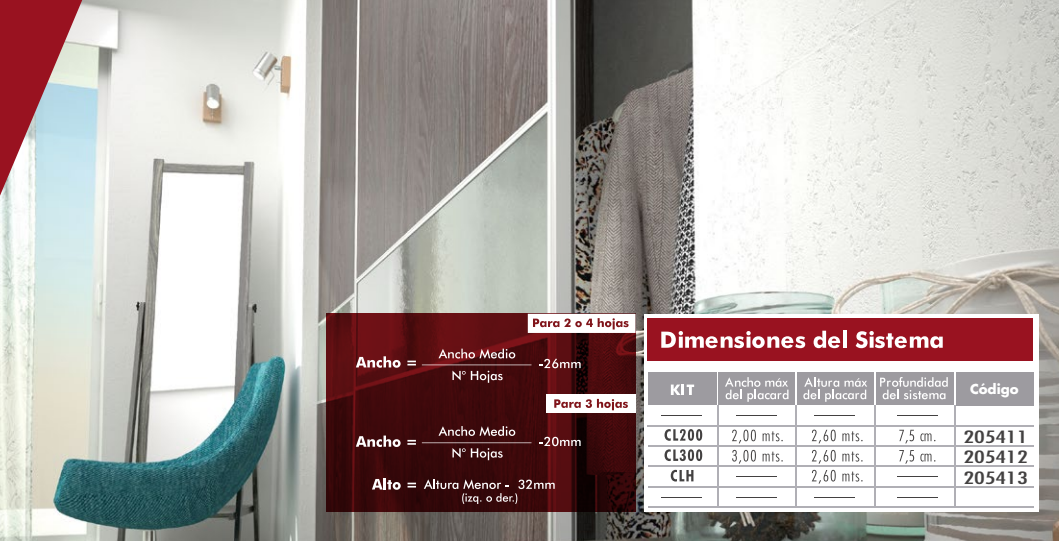 Para 2 o 4 hojas
Ancho = Ancho Medio
N° Hojas
-26mm
Para 3 hojas
Ancho = Ancho Medio
N° Hojas
-20mm
Alto = Altura Menor - 32mm
(izq. o der.)
Dimensiones del Sistema
KIT Ancho máx del placard Altura máx del placard Profundidad del sistema Código
CL200 2,00 mts. 2,60 mts. 7,5 cm. 205411
CL300 3,00 mts. 2,60 mts. 7,5 cm. 205412
CLH 2,60 mts. 205413